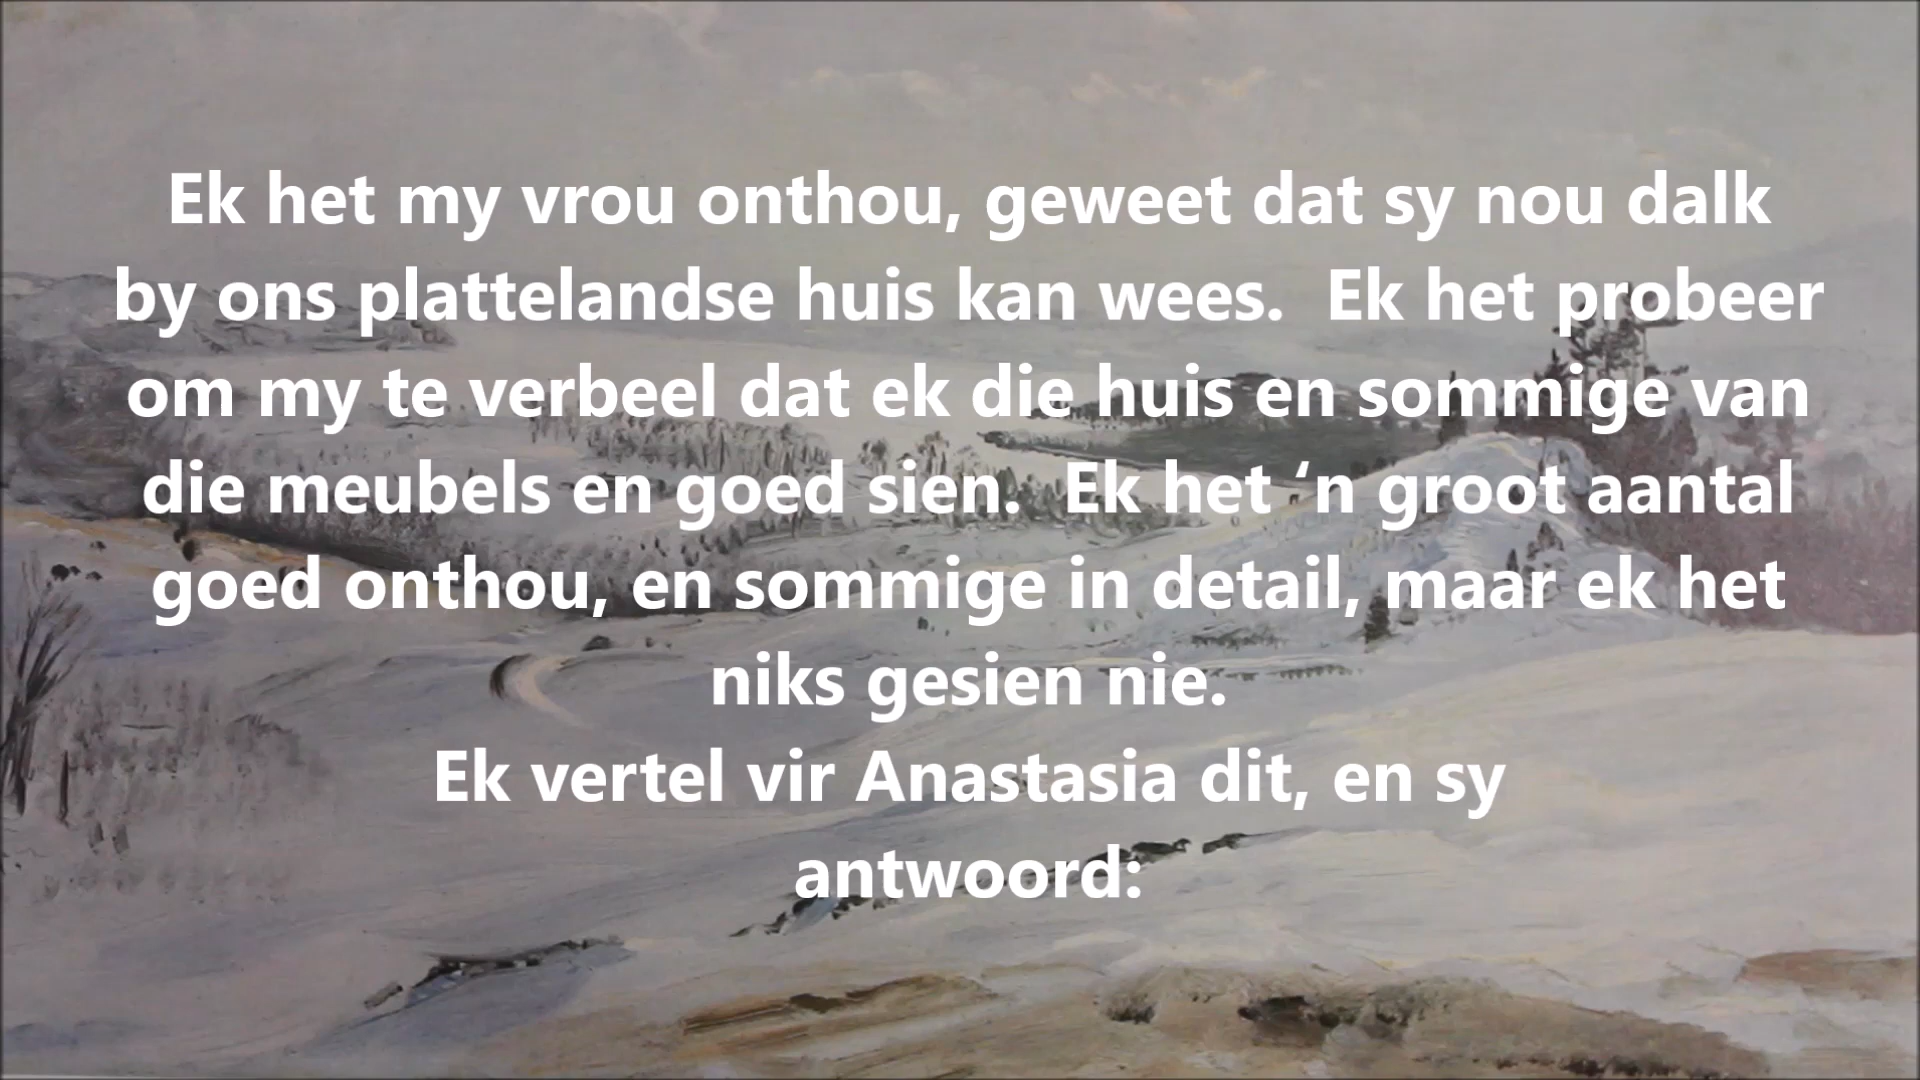 Ek het my vrou onthou, geweet dat sy nou dalk
by ons plattelandse huis kan wees.  Ek het probeer
om my te verbeel dat ek die huis en sommige van
die meubels en goed sien.  Ek het ‘n groot aantal
goed onthou, en sommige in detail, maar ek het
niks gesien nie.
Ek vertel vir Anastasia dit, en sy
antwoord: